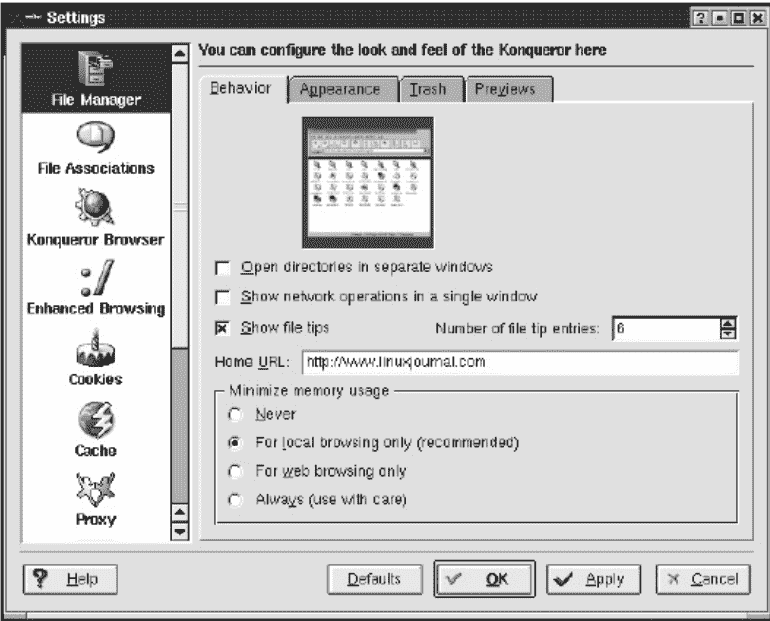 Settings
You can configure the look and feel of the Konqueror here
File Manager
File Associations
Konqueror Browser
Enhanced Browsing
Cookies
Cache
Proxy
Behavior
Appearance
Trash
Previews
Open directories in separate windows
Show network operations in a single window
Show file tips
Number of file tip entries: 6
Home URL: http://www.linuxjournal.com
Minimize memory usage
Never
For local browsing only (recommended)
For web browsing only
Always (use with care)
Help
Defaults
OK
Apply
Cancel